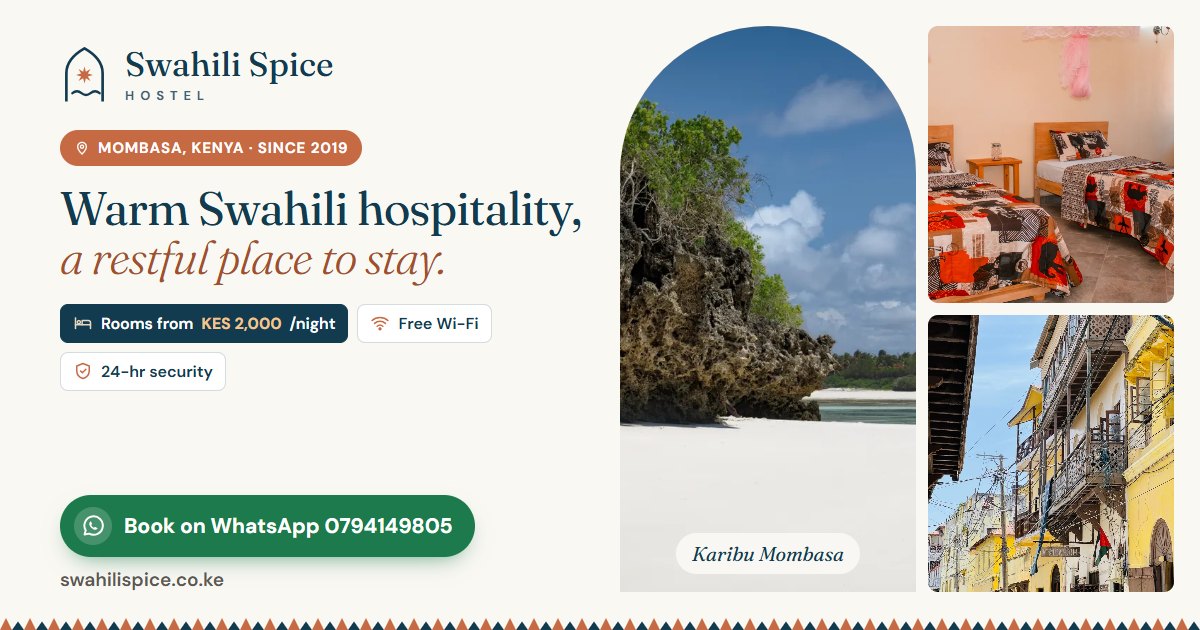 Swahili Spice
HOSTEL
MOMBASA, KENYA · SINCE 2019
Warm Swahili hospitality,
a restful place to stay.
Rooms from KES 2,000 /night
Free Wi-Fi
24-hr security
Book on WhatsApp 0794149805
swahilispice.co.ke
Karibu Mombasa